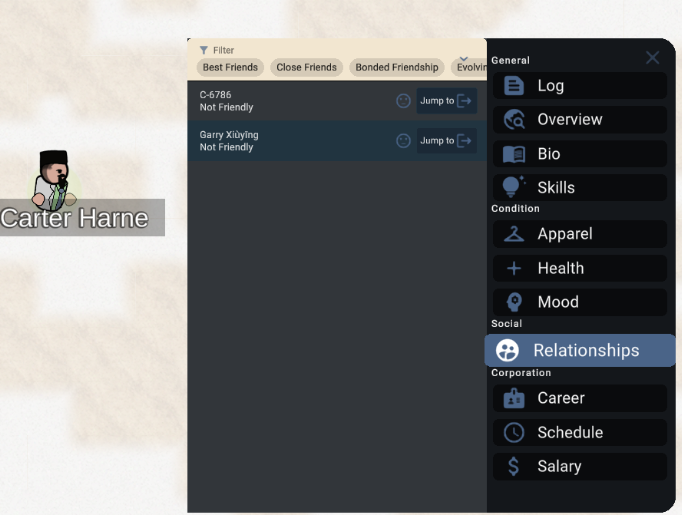 Filter
Best Friends Close Friends Bonded Friendship Evolvin
C-6786
Not Friendly
Jump to
Garry Xiùyīng
Not Friendly
Jump to
Carter Harne
General
Log
Overview
Bio
Skills
Condition
Apparel
Health
Mood
Social
Relationships
Corporation
Career
Schedule
Salary